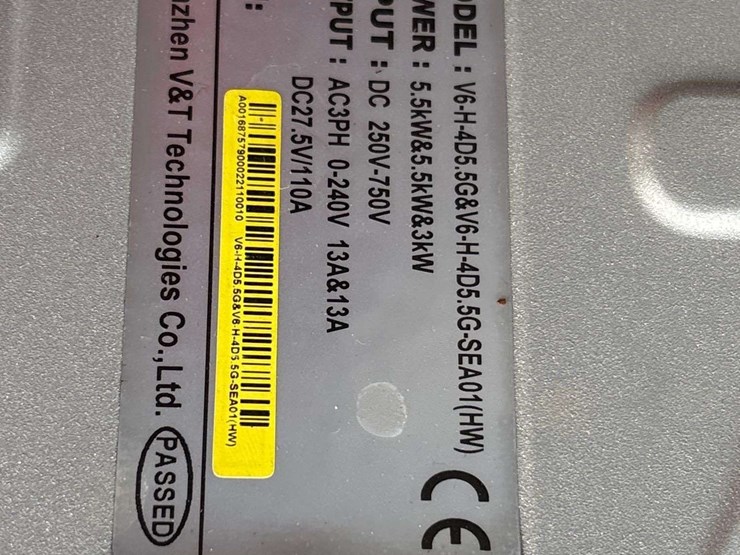 ODEL : V6-H-4D5.5G&V6-H-4D5.5G-SEA01(HW)
WER : 5.5kW&5.5kW&3kW
PUT : DC 250V-750V
PUT : AC3PH 0-240V 13A&13A
DC27.5V/110A
:
A00168757900022110010 V6-H-4D5.5G&V6-H-4D5.5G-SEA01(HW)
nzhen V&T Technologies Co.,Ltd. PASSED
CE